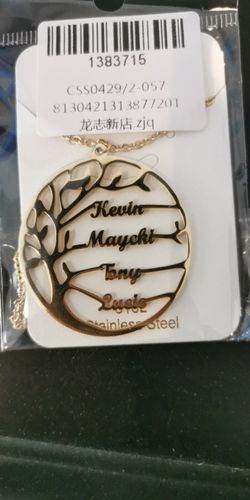 1383715
CSS0429/2-057
8130421313877201
龙志新店.zjq
Kevin
Maycki
Tony
Lucie
Stainless Steel